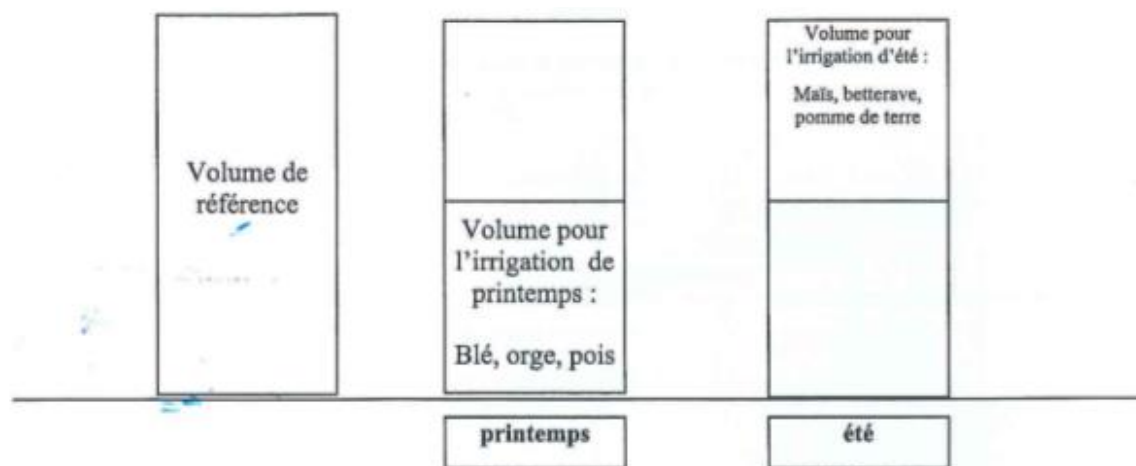 Volume de
référence
Volume pour
l'irrigation de
printemps :
Blé, orge, pois
Volume pour
l'irrigation d'été :
Maïs, betterave,
pomme de terre
printemps
été